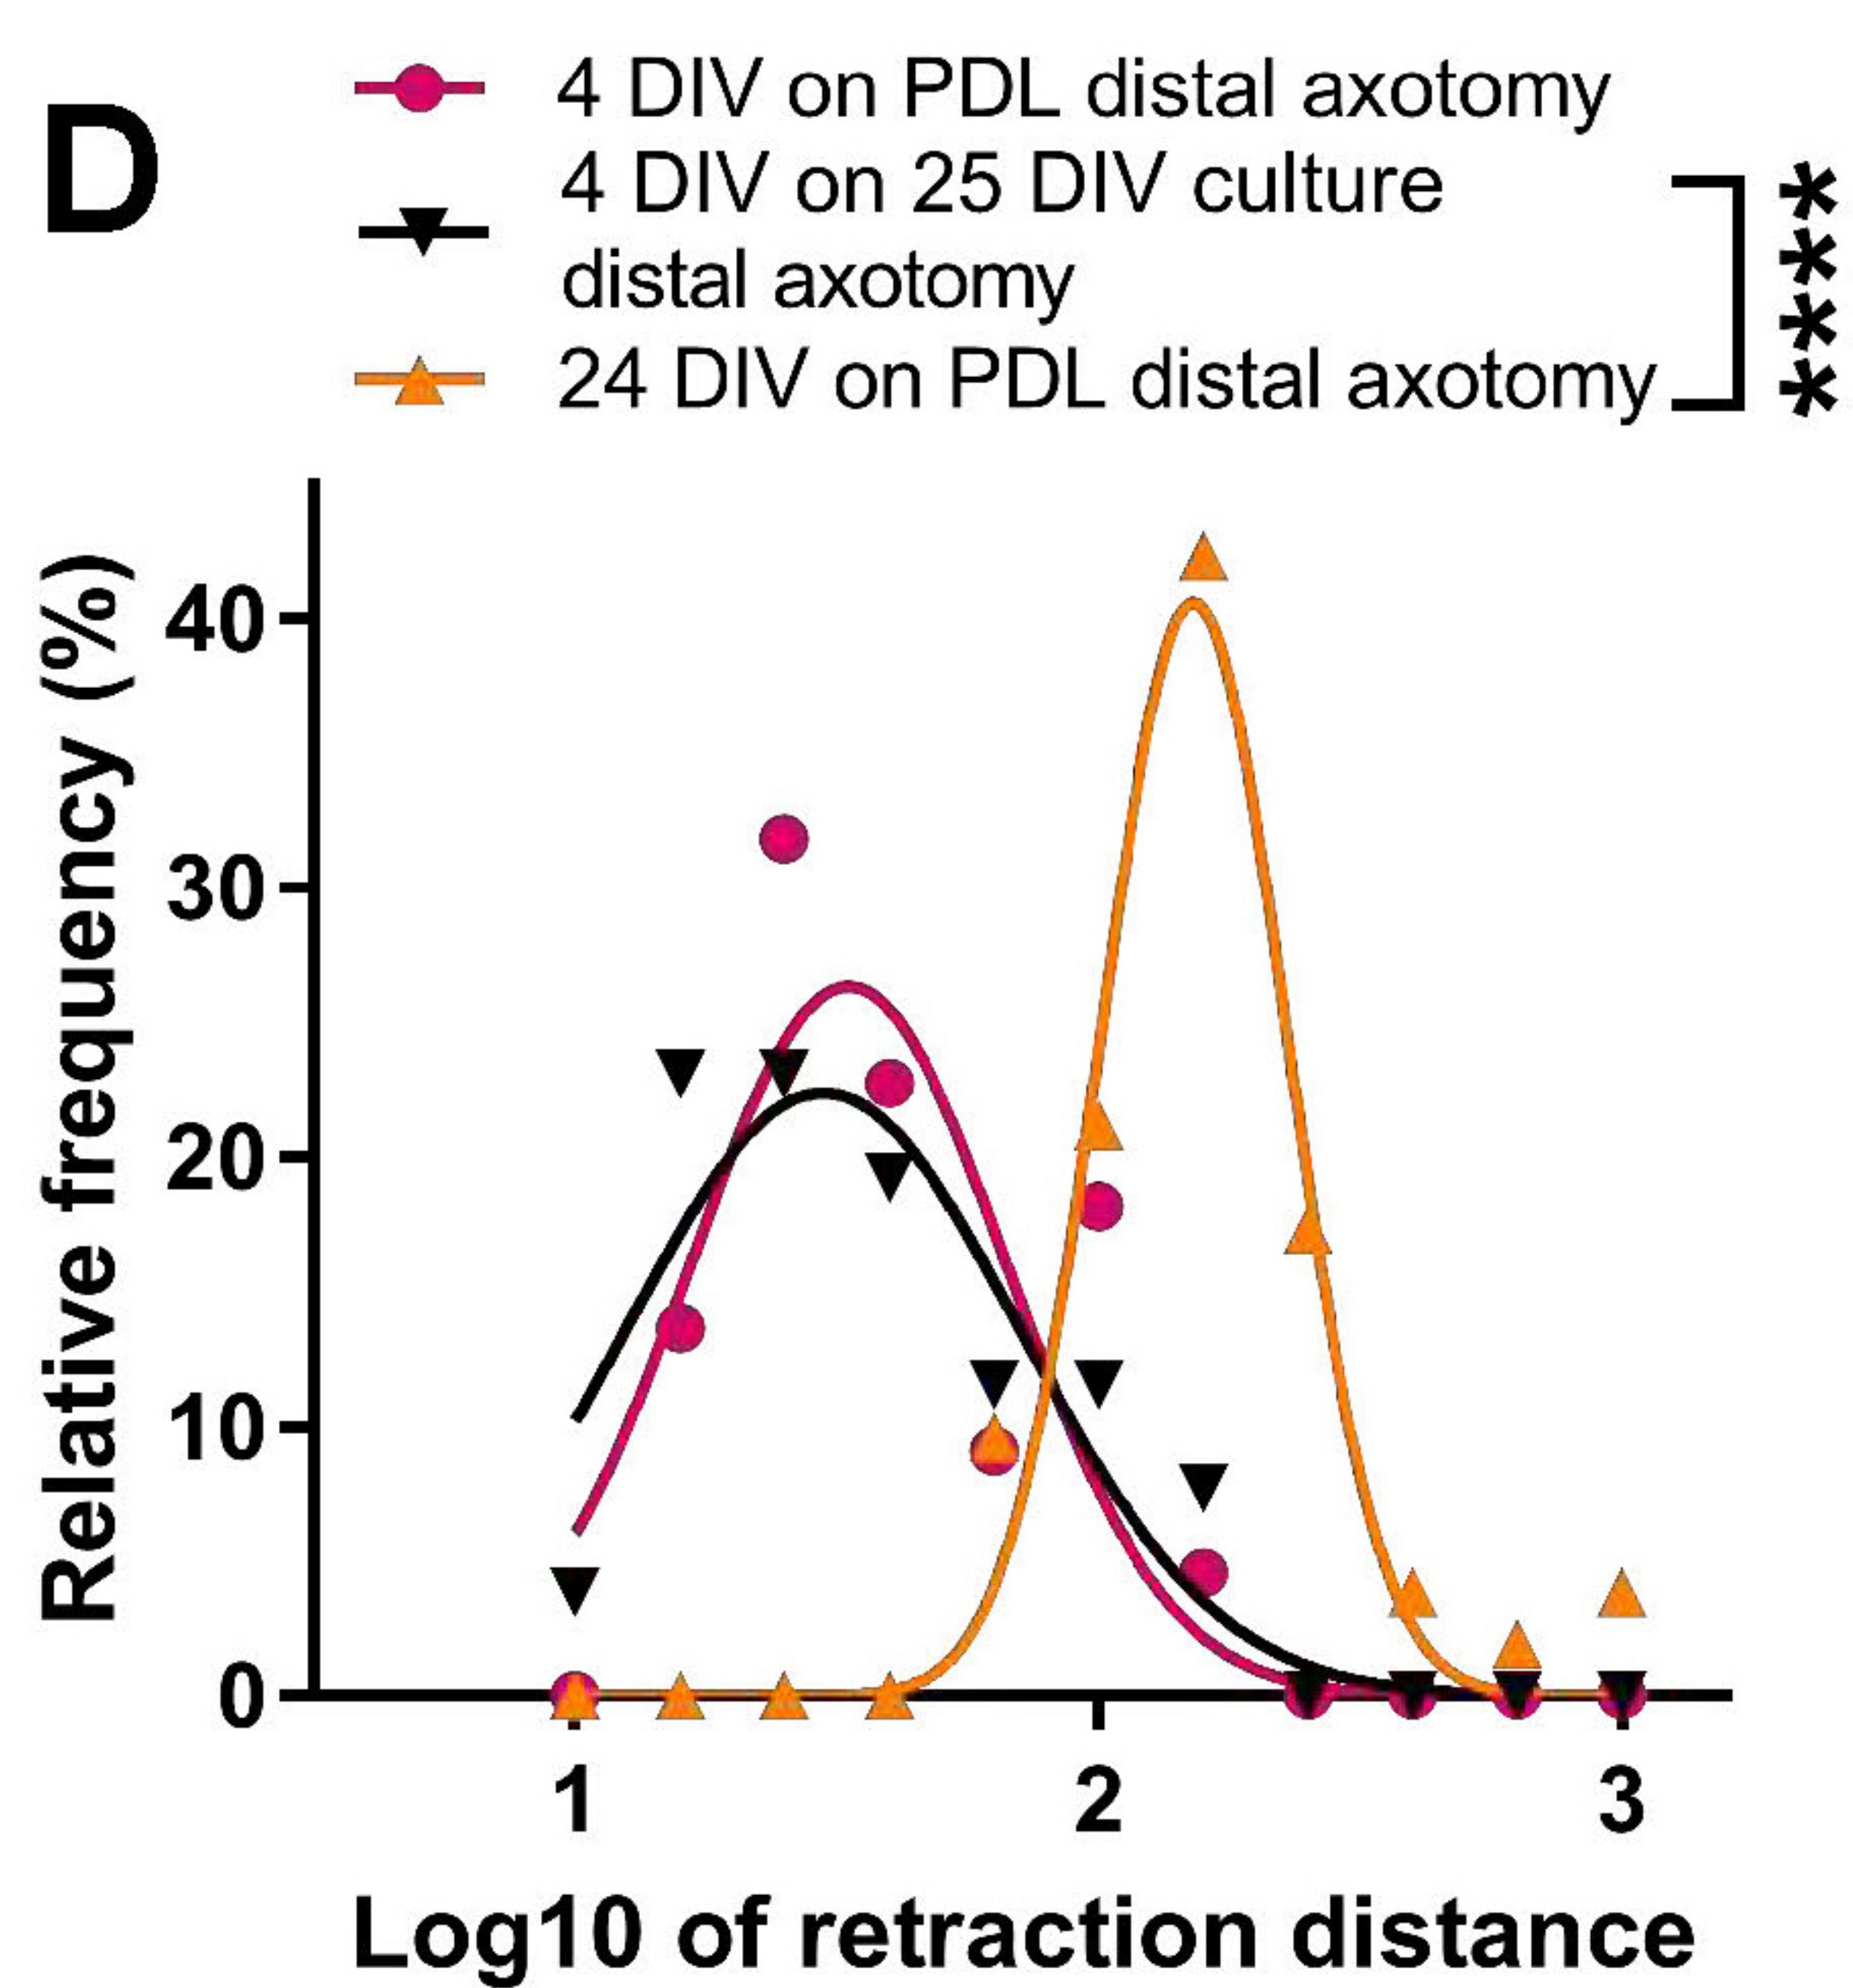 D
4 DIV on PDL distal axotomy
4 DIV on 25 DIV culture
distal axotomy
24 DIV on PDL distal axotomy
****
Relative frequency (%)
40
30
20
10
0
1 2 3
Log10 of retraction distance